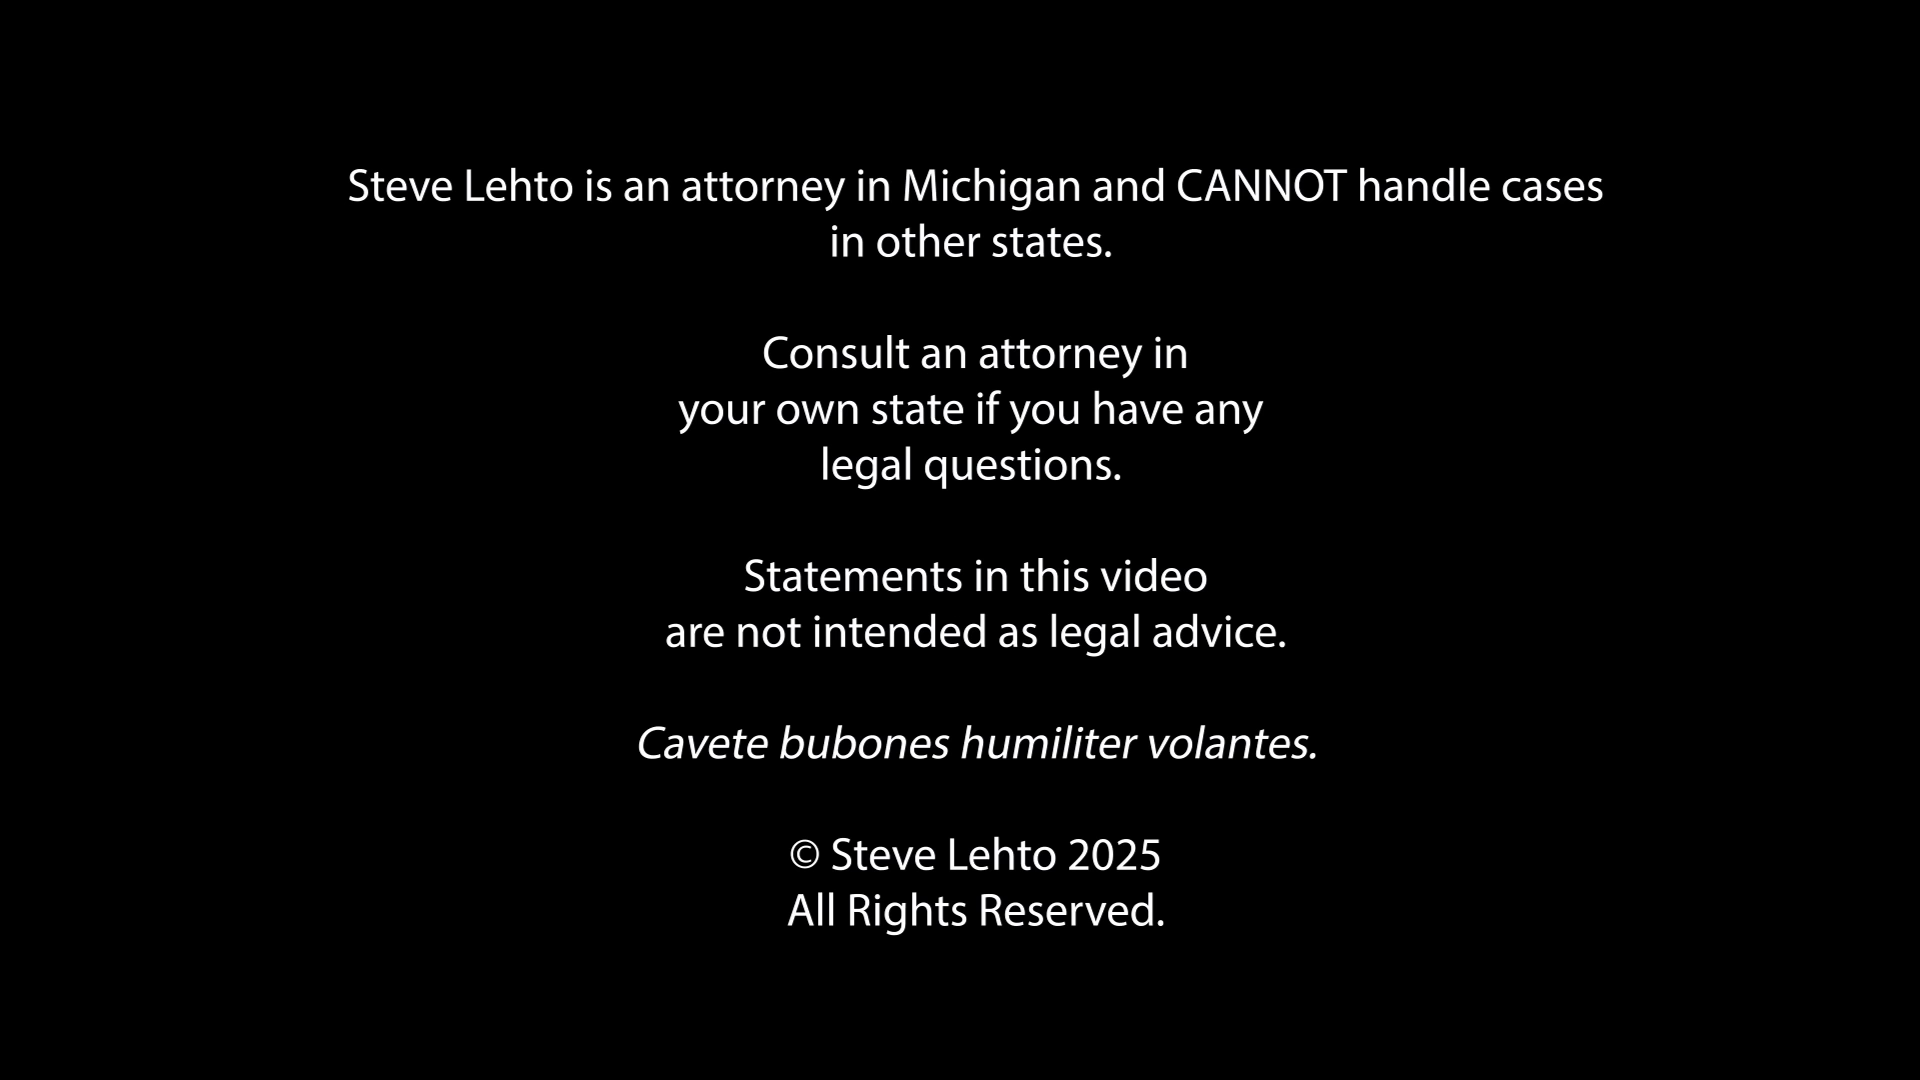 Steve Lehto is an attorney in Michigan and CANNOT handle cases
in other states.
Consult an attorney in
your own state if you have any
legal questions.
Statements in this video
are not intended as legal advice.
Cavete bubones humiliter volantes.
© Steve Lehto 2025
All Rights Reserved.